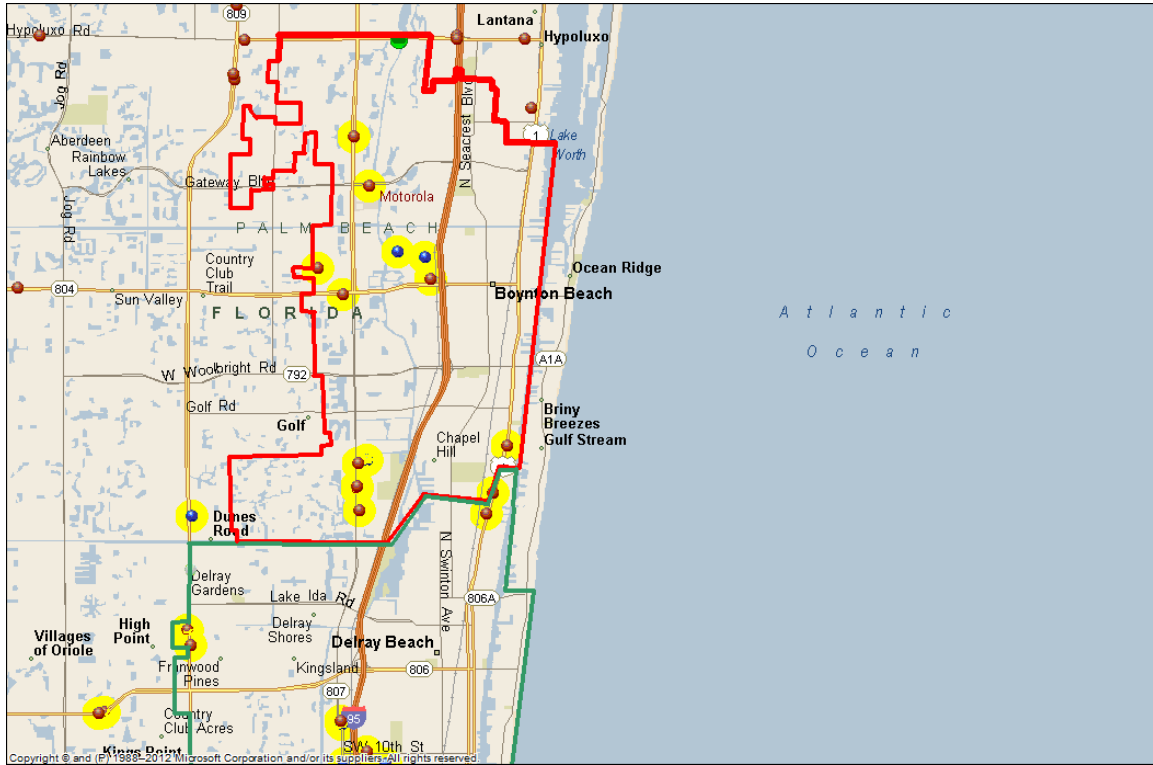 809
Lantana
Hypoluxo Rd
Hypoluxo
Jog Rd
N Seacrest Blvd
1
Lake
Worth
Aberdeen
Rainbow
Lakes
Gateway Blvd
Motorola
Jog Rd
PALM BEACH
Country
Club
Trail
Ocean Ridge
804
Sun Valley
Boynton Beach
FLORIDA
Atlantic
Ocean
A1A
W Woolbright Rd
792
Golf Rd
Golf
Briny
Breezes
Gulf Stream
Chapel
Hill
Dunes
Road
N Swinton Ave
Delray
Gardens
Lake Ida Rd
806A
High
Point
Delray
Shores
Villages
of Oriole
Delray Beach
Franwood
Pines
Kingsland
806
807
Country
Club Acres
95
Kings Point
SW 10th St
Copyright © and (P) 1988–2012 Microsoft Corporation and/or its suppliers. All rights reserved.